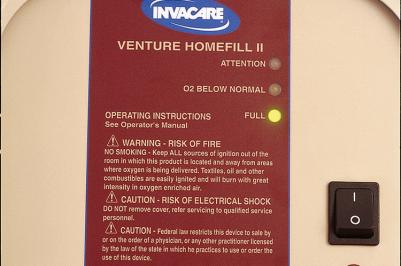 INVACARE
VENTURE HOMEFILL II
ATTENTION
O2 BELOW NORMAL
OPERATING INSTRUCTIONS FULL
See Operator's Manual
WARNING - RISK OF FIRE
NO SMOKING - Keep ALL sources of ignition out of the
room in which this product is located and away from areas
where oxygen is being delivered. Textiles, oil and other
combustibles are easily ignited and will burn with great
intensity in oxygen enriched air.
CAUTION - RISK OF ELECTRICAL SHOCK
DO NOT remove cover, refer servicing to qualified service
personnel.
CAUTION - Federal law restricts this device to sale by
or on the order of a physician, or any other practitioner licensed
by the law of the state in which he practices to use or order the
use of this device.
I
O